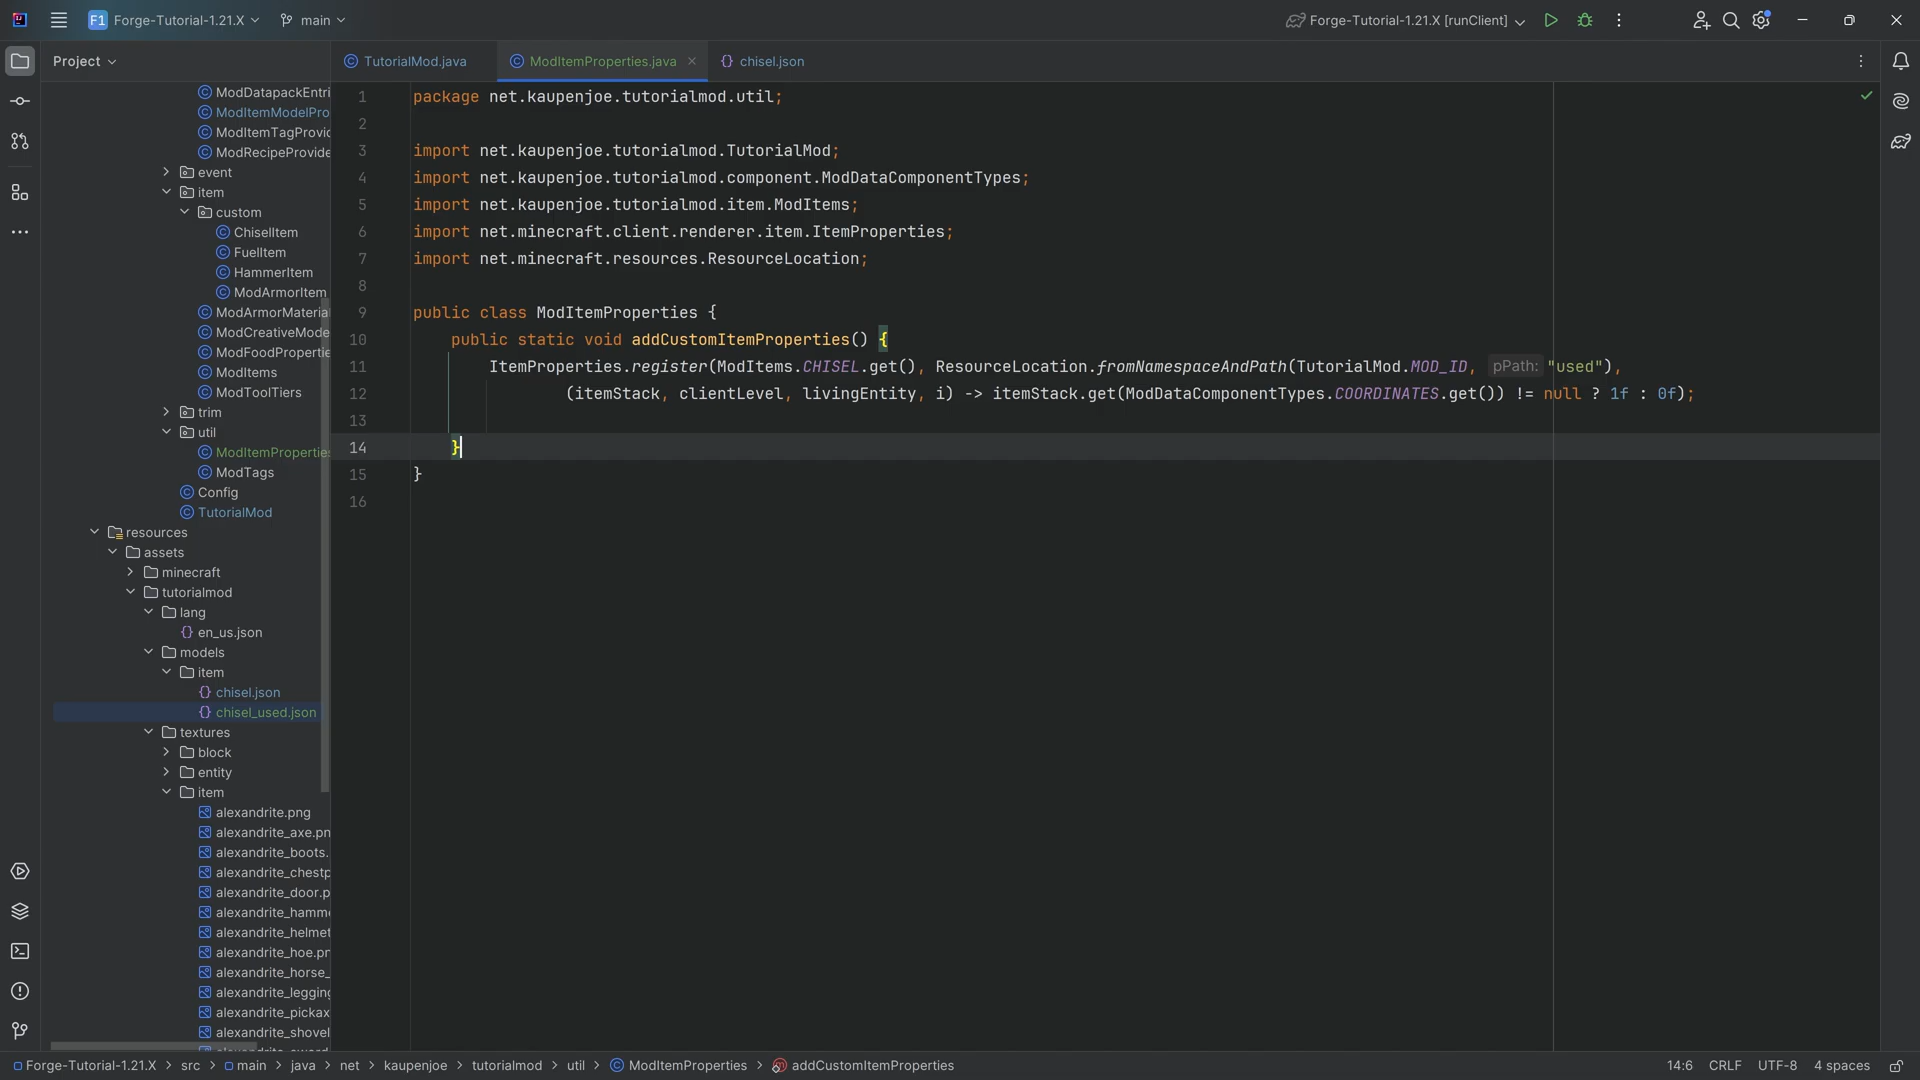 F1 Forge-Tutorial-1.21.X main Forge-Tutorial-1.21.X [runClient]
Project
TutorialMod.java ModItemProperties.java chisel.json
ModDatapackEntri
ModItemModelPro
ModItemTagProvid
ModRecipeProvide
event
item
custom
ChiselItem
FuelItem
HammerItem
ModArmorItem
ModArmorMateria
ModCreativeMode
ModFoodPropertie
ModItems
ModToolTiers
trim
util
ModItemPropertie
ModTags
Config
TutorialMod
resources
assets
minecraft
tutorialmod
lang
en_us.json
models
item
chisel.json
chisel_used.json
textures
block
entity
item
alexandrite.png
alexandrite_axe.pn
alexandrite_boots.
alexandrite_chestp
alexandrite_door.p
alexandrite_hamme
alexandrite_helmet
alexandrite_hoe.pn
alexandrite_horse_
alexandrite_legging
alexandrite_pickax
alexandrite_shovel
1 package net.kaupenjoe.tutorialmod.util;
2
3 import net.kaupenjoe.tutorialmod.TutorialMod;
4 import net.kaupenjoe.tutorialmod.component.ModDataComponentTypes;
5 import net.kaupenjoe.tutorialmod.item.ModItems;
6 import net.minecraft.client.renderer.item.ItemProperties;
7 import net.minecraft.resources.ResourceLocation;
8
9 public class ModItemProperties {
10 public static void addCustomItemProperties() {
11 ItemProperties.register(ModItems.CHISEL.get(), ResourceLocation.fromNamespaceAndPath(TutorialMod.MOD_ID, pPath: "used"),
12 (itemStack, clientLevel, livingEntity, i) -> itemStack.get(ModDataComponentTypes.COORDINATES.get()) != null ? 1f : 0f);
13
14 }
15 }
16
Forge-Tutorial-1.21.X > src > main > java > net > kaupenjoe > tutorialmod > util > ModItemProperties > addCustomItemProperties 14:6 CRLF UTF-8 4 spaces